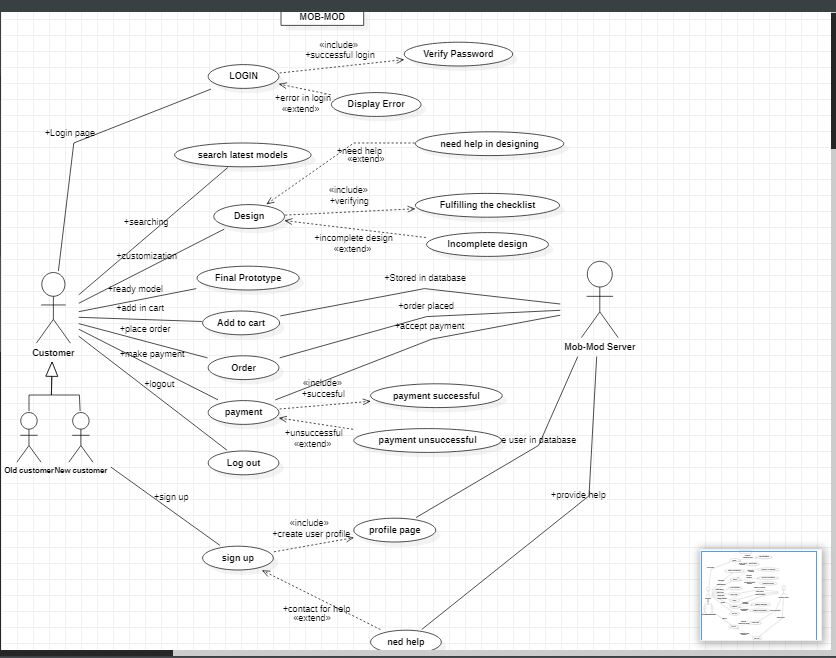 MOB-MOD
«include»
+successful login
Verify Password
LOGIN
+error in login
«extend»
Display Error
+Login page
+need help
«extend»
need help in designing
search latest models
«include»
+verifying
Fulfilling the checklist
Design
+searching
+incomplete design
«extend»
Incomplete design
+customization
Final Prototype
+Stored in database
+ready model
+add in cart
+order placed
Add to cart
+place order
+accept payment
Customer
+make payment
Mob-Mod Server
Order
+logout
«include»
+succesful
payment successful
payment
+unsuccessful
«extend»
payment unsuccessful
e user in database
Log out
Old customer
New customer
+sign up
+provide help
«include»
+create user profile
profile page
sign up
+contact for help
«extend»
ned help